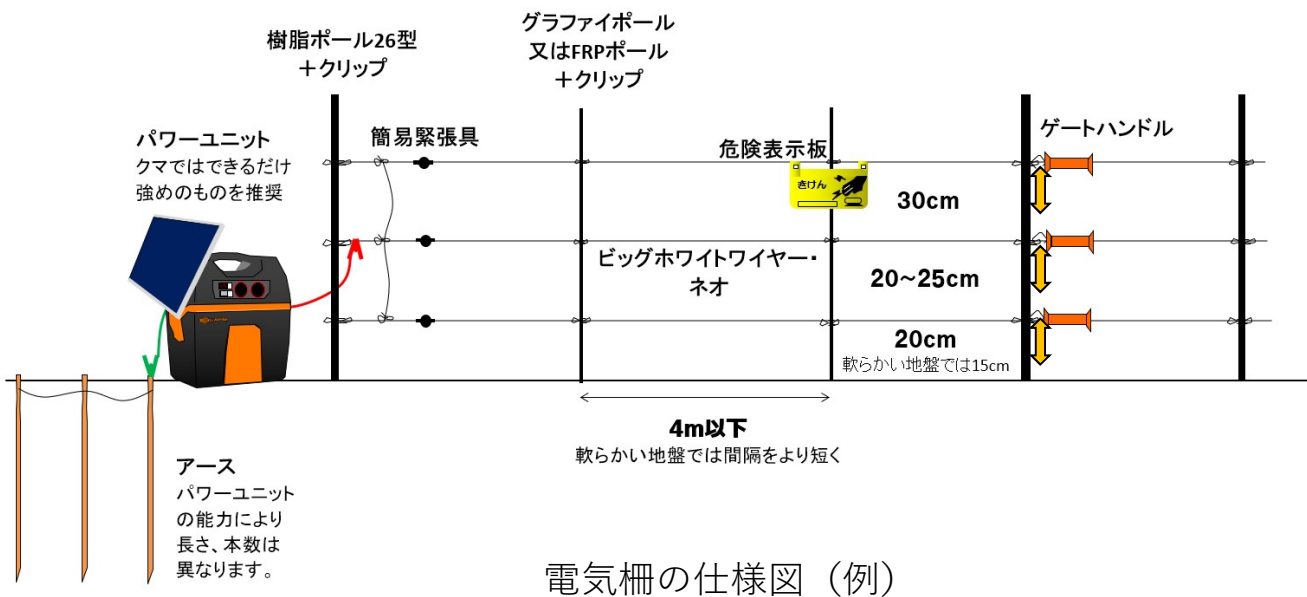 グラファイポール
又はFRPポール
+クリップ
樹脂ポール26型
+クリップ
パワーユニット
クマではできるだけ
強めのものを推奨
簡易緊張具
危険表示板
きけん
ゲートハンドル
30cm
ビッグホワイトワイヤー・
ネオ
20~25cm
20cm
軟らかい地盤では15cm
4m以下
軟らかい地盤では間隔をより短く
アース
パワーユニット
の能力により
長さ、本数は
異なります。
電気柵の仕様図（例）